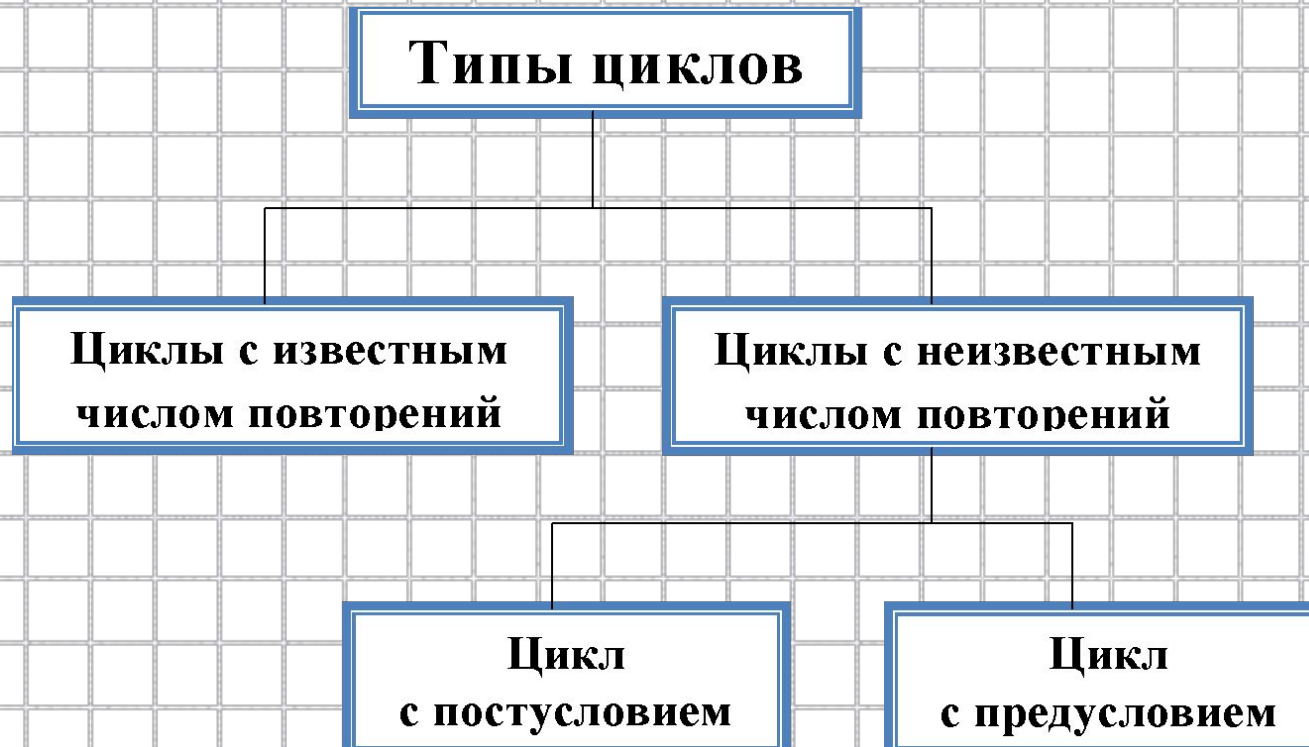 Типы циклов
Циклы с известным
числом повторений
Циклы с неизвестным
числом повторений
Цикл
с постусловием
Цикл
с предусловием